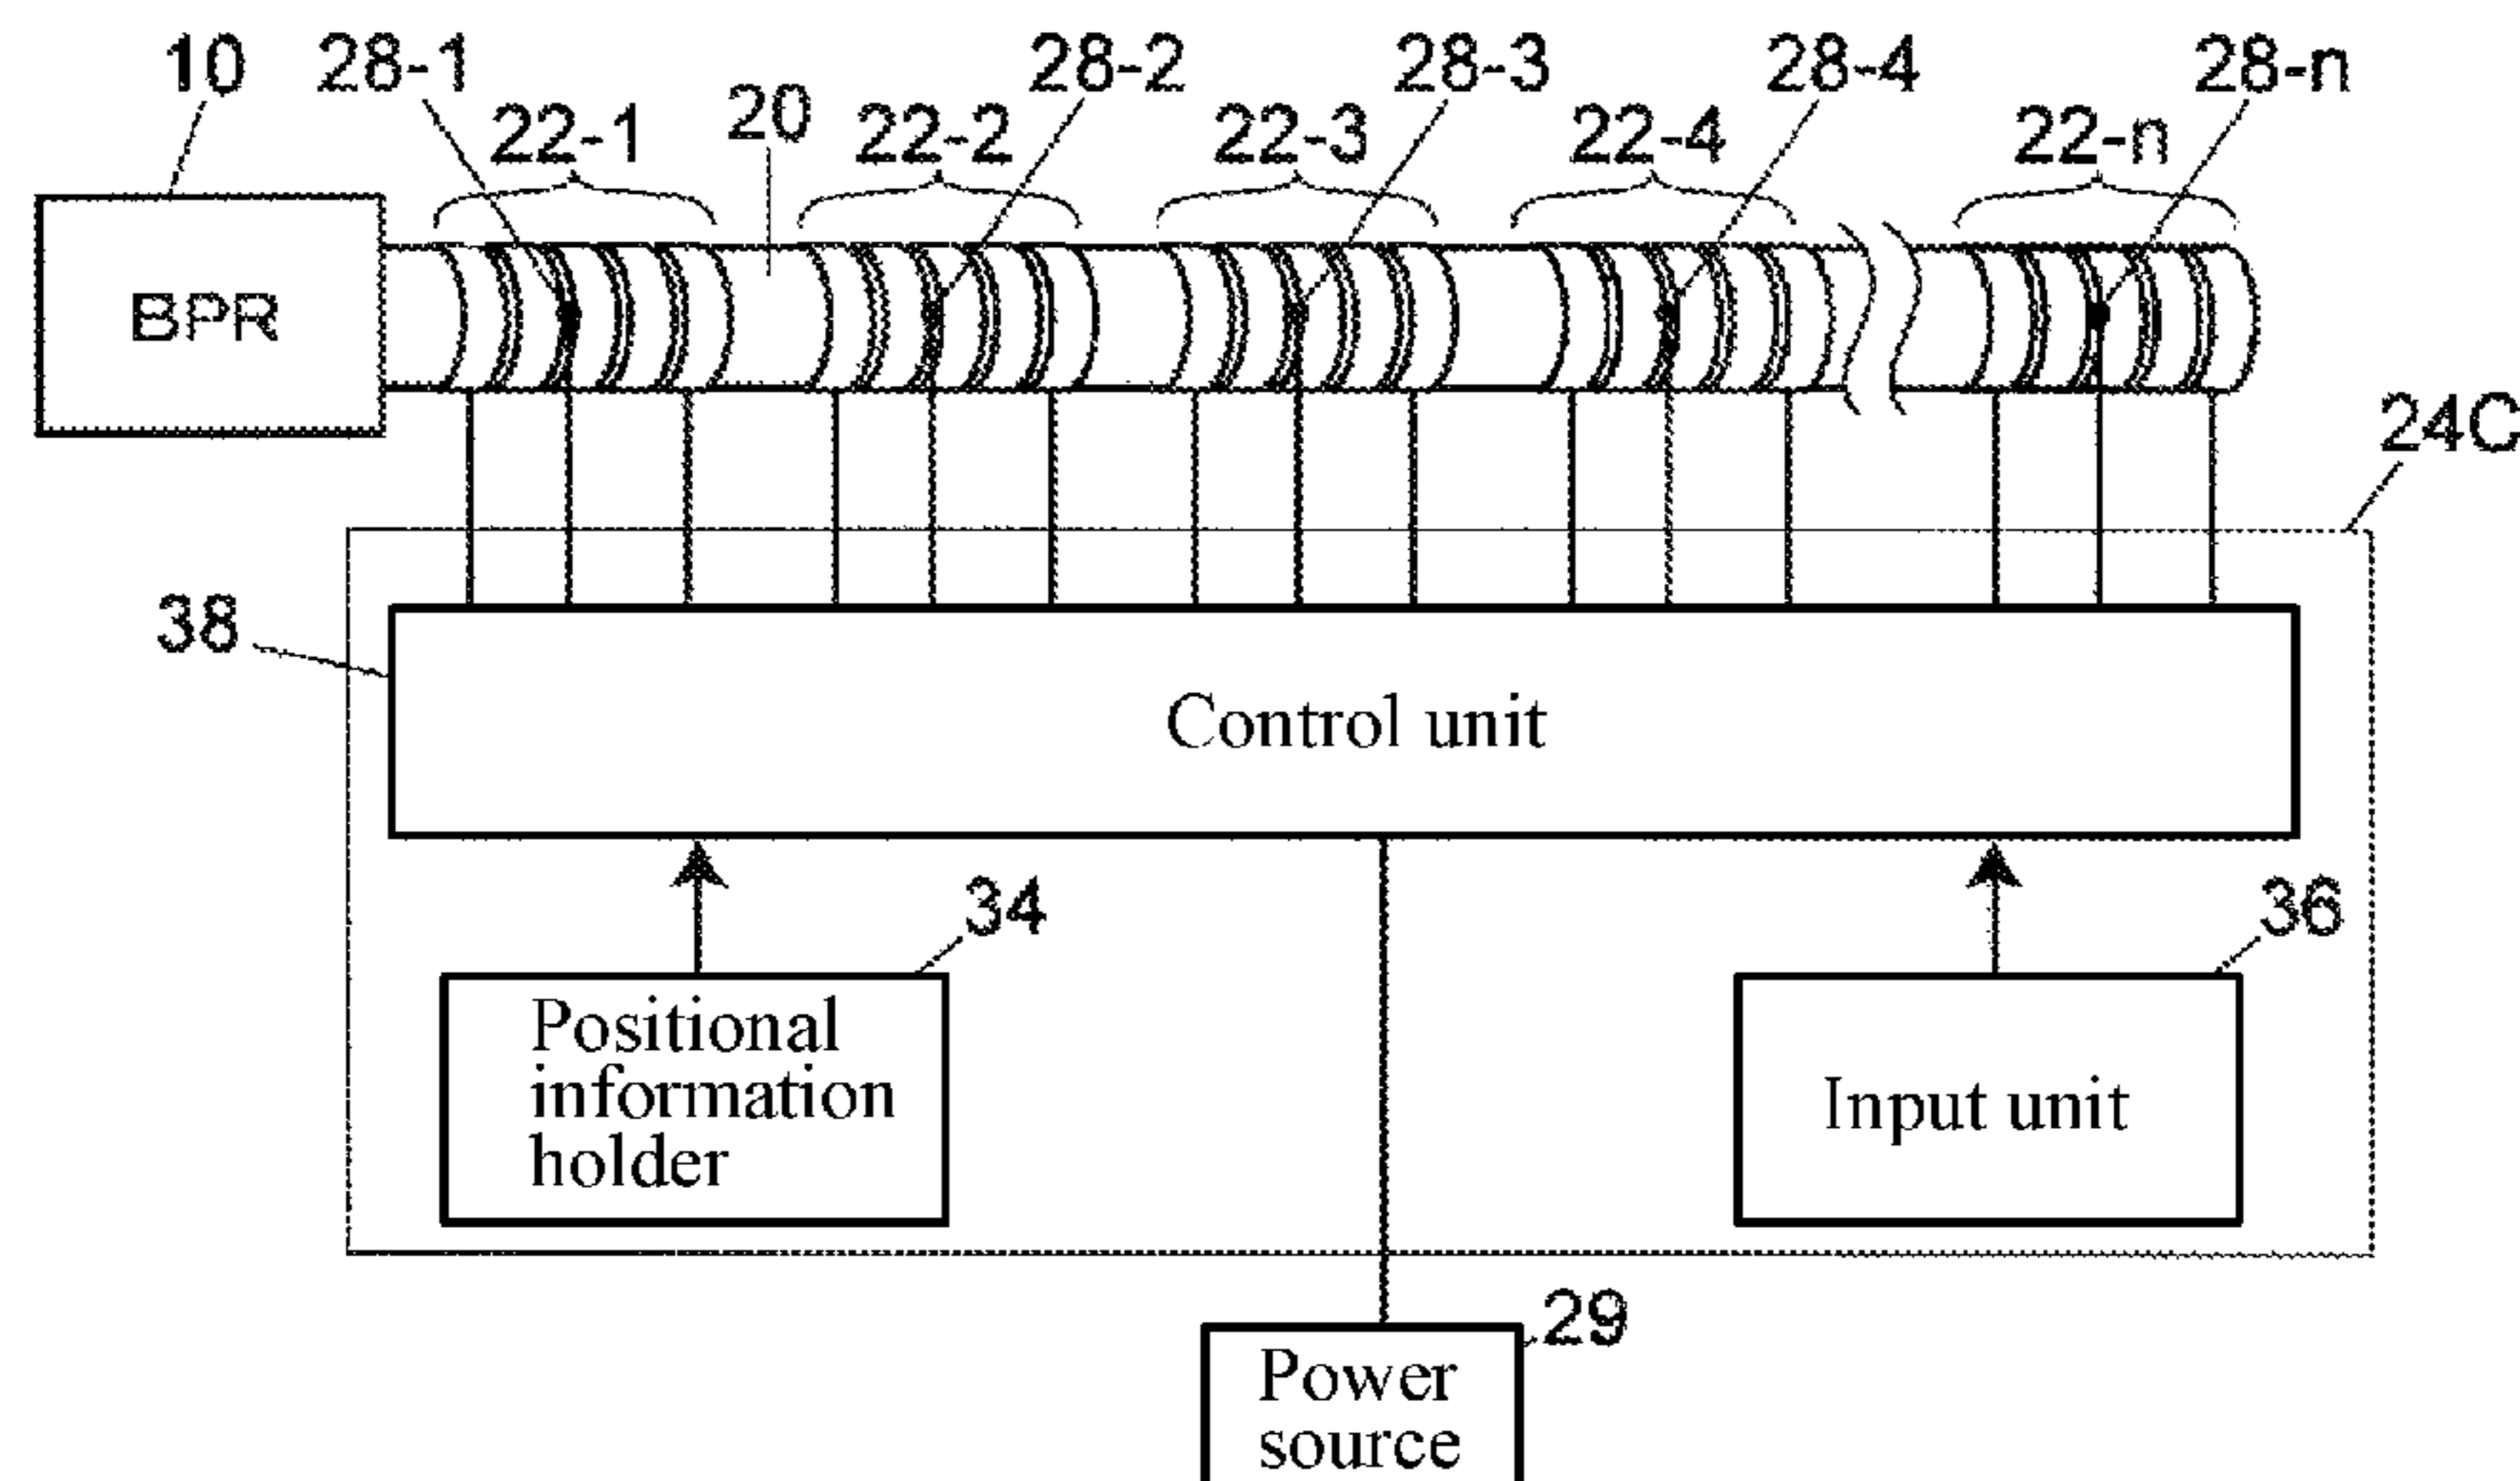 10
28-1
28-2
28-3
28-4
28-n
22-1
20
22-2
22-3
22-4
22-n
BPR
24C
38
Control unit
34
36
Positional
information
holder
Input unit
29
Power
source